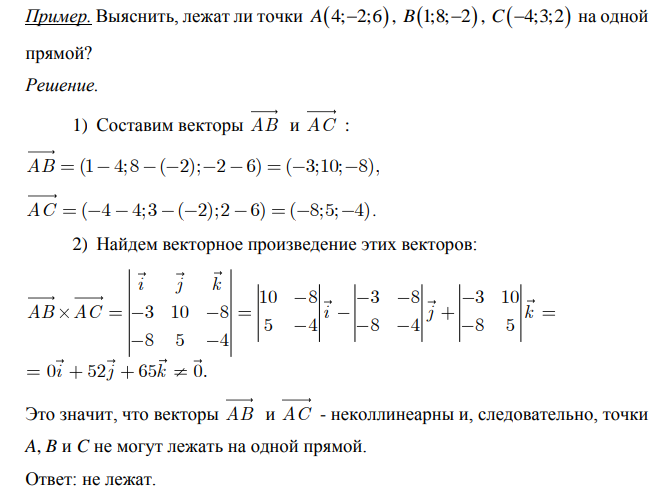 Пример. Выяснить, лежат ли точки A(4;−2;6), B(1;8;−2), C(−4;3;2) на одной
прямой?
Решение.
1) Составим векторы \overrightarrow{AB} и \overrightarrow{AC} :
\overrightarrow{AB} = (1 − 4;8 − (−2);−2 − 6) = (−3;10;−8),
\overrightarrow{AC} = (−4 − 4;3 − (−2);2 − 6) = (−8;5;−4).
2) Найдем векторное произведение этих векторов:
\overrightarrow{AB} × \overrightarrow{AC} = \begin{vmatrix} \vec{i} & \vec{j} & \vec{k} \\ −3 & 10 & −8 \\ −8 & 5 & −4 \end{vmatrix} = \begin{vmatrix} 10 & −8 \\ 5 & −4 \end{vmatrix} \vec{i} − \begin{vmatrix} −3 & −8 \\ −8 & −4 \end{vmatrix} \vec{j} + \begin{vmatrix} −3 & 10 \\ −8 & 5 \end{vmatrix} \vec{k} =
= 0\vec{i} + 52\vec{j} + 65\vec{k} ≠ \vec{0}.
Это значит, что векторы \overrightarrow{AB} и \overrightarrow{AC} - неколлинеарны и, следовательно, точки
A, B и C не могут лежать на одной прямой.
Ответ: не лежат.